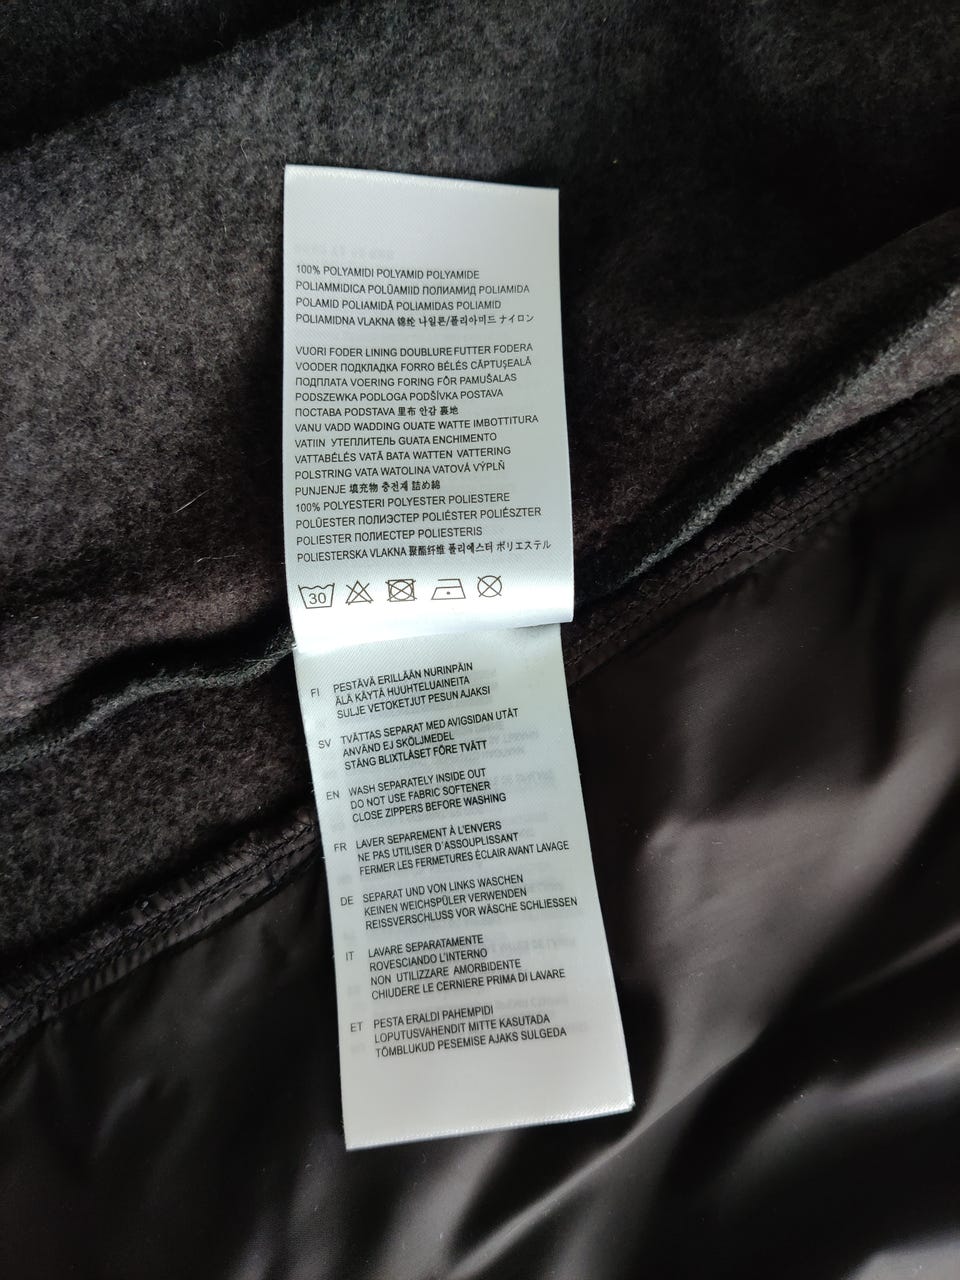 100% POLYAMIDI POLYAMID POLYAMIDE
POLIAMMIDICA POLÜAMIID ПОЛИАМИД POLIAMIDA
POLAMID POLIAMIDĂ POLIAMIDAS POLIAMID
POLIAMIDNA VLAKNA 锦纶 나일론/폴리아미드 ナイロン
VUORI FODER LINING DOUBLURE FUTTER FODERA
VOODER ПОДКЛАДКА FORRO BÉLÉS CĂPTUŞEALĂ
ПОДПЛАТА VOERING FORING FÔR PAMUŠALAS
PODSZEWKA PODLOGA PODŠÍVKA POSTAVA
ПОСТАВА PODSTAVA 里布 안감 裏地
VANU VADD WADDING OUATE WATTE IMBOTTITURA
VATIIN УТЕПЛИТЕЛЬ GUATA ENCHIMENTO
VATTABÉLÉS VATĂ ВАТА WATTEN VATTERING
POLSTRING VATA WATOLINA VATOVÁ VÝPLŇ
PUNJENJE 填充物 충전재 詰め綿
100% POLYESTERI POLYESTER POLIESTERE
POLÜESTER ПОЛИЭСТЕР POLIÉSTER POLIÉSZTER
POLIESTER ПОЛИЕСТЕР POLIESTERIS
POLIESTERSKA VLAKNA 聚酯纤维 폴리에스터 ポリエステル
30
FI PESTÄVÄ ERILLÄÄN NURINPÄIN
ÄLÄ KÄYTÄ HUUHTELUAINEITA
SULJE VETOKETJUT PESUN AJAKSI
SV TVÄTTAS SEPARAT MED AVIGSIDAN UTÅT
ANVÄND EJ SKÖLJMEDEL
STÄNG BLIXTLÅSET FÖRE TVÄTT
EN WASH SEPARATELY INSIDE OUT
DO NOT USE FABRIC SOFTENER
CLOSE ZIPPERS BEFORE WASHING
FR LAVER SEPAREMENT À L'ENVERS
NE PAS UTILISER D'ASSOUPLISSANT
FERMER LES FERMETURES ÉCLAIR AVANT LAVAGE
DE SEPARAT UND VON LINKS WASCHEN
KEINEN WEICHSPÜLER VERWENDEN
REISSVERSCHLUSS VOR WÄSCHE SCHLIESSEN
IT LAVARE SEPARATAMENTE
ROVESCIANDO L'INTERNO
NON UTILIZZARE AMORBIDENTE
CHIUDERE LE CERNIERE PRIMA DI LAVARE
ET PESTA ERALDI PAHEMPIDI
LOPUTUSVAHENDIT MITTE KASUTADA
TÕMBLUKUD PESEMISE AJAKS SULGEDA